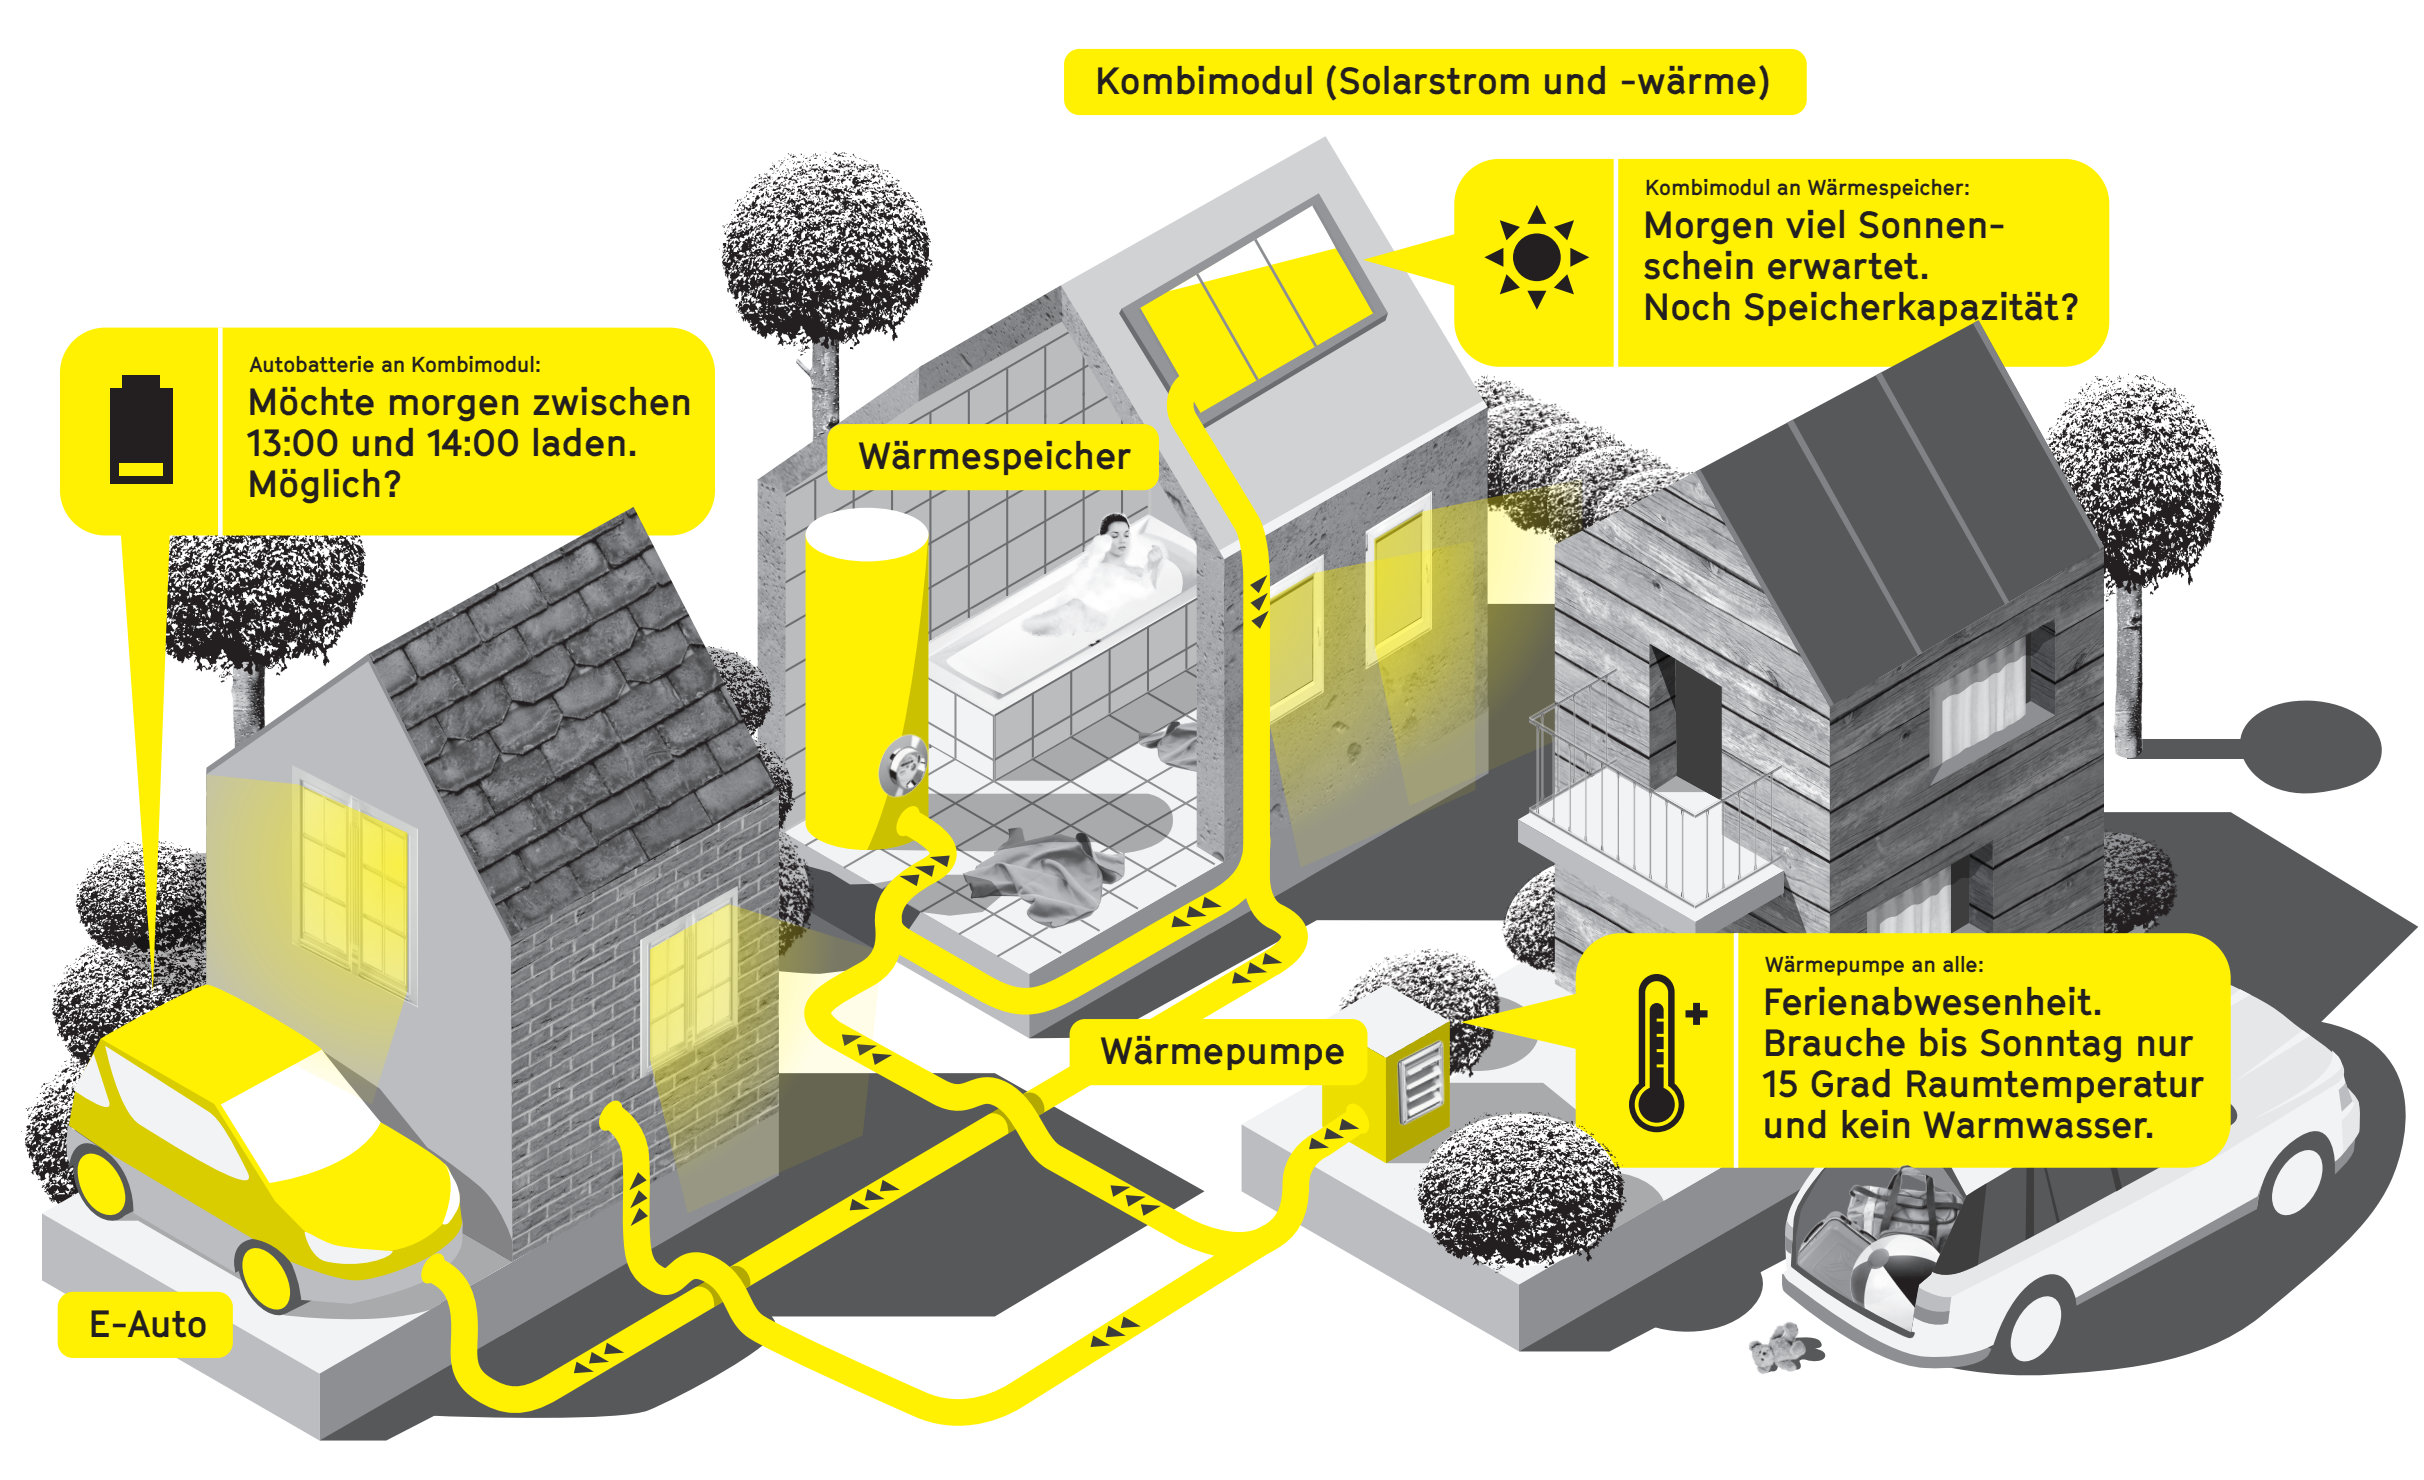 Kombimodul (Solarstrom und -wärme)
Kombimodul an Wärmespeicher:
Morgen viel Sonnen-
schein erwartet.
Noch Speicherkapazität?
Autobatterie an Kombimodul:
Möchte morgen zwischen
13:00 und 14:00 laden.
Möglich?
Wärmespeicher
Wärmepumpe an alle:
Ferienabwesenheit.
Brauche bis Sonntag nur
15 Grad Raumtemperatur
und kein Warmwasser.
Wärmepumpe
E-Auto